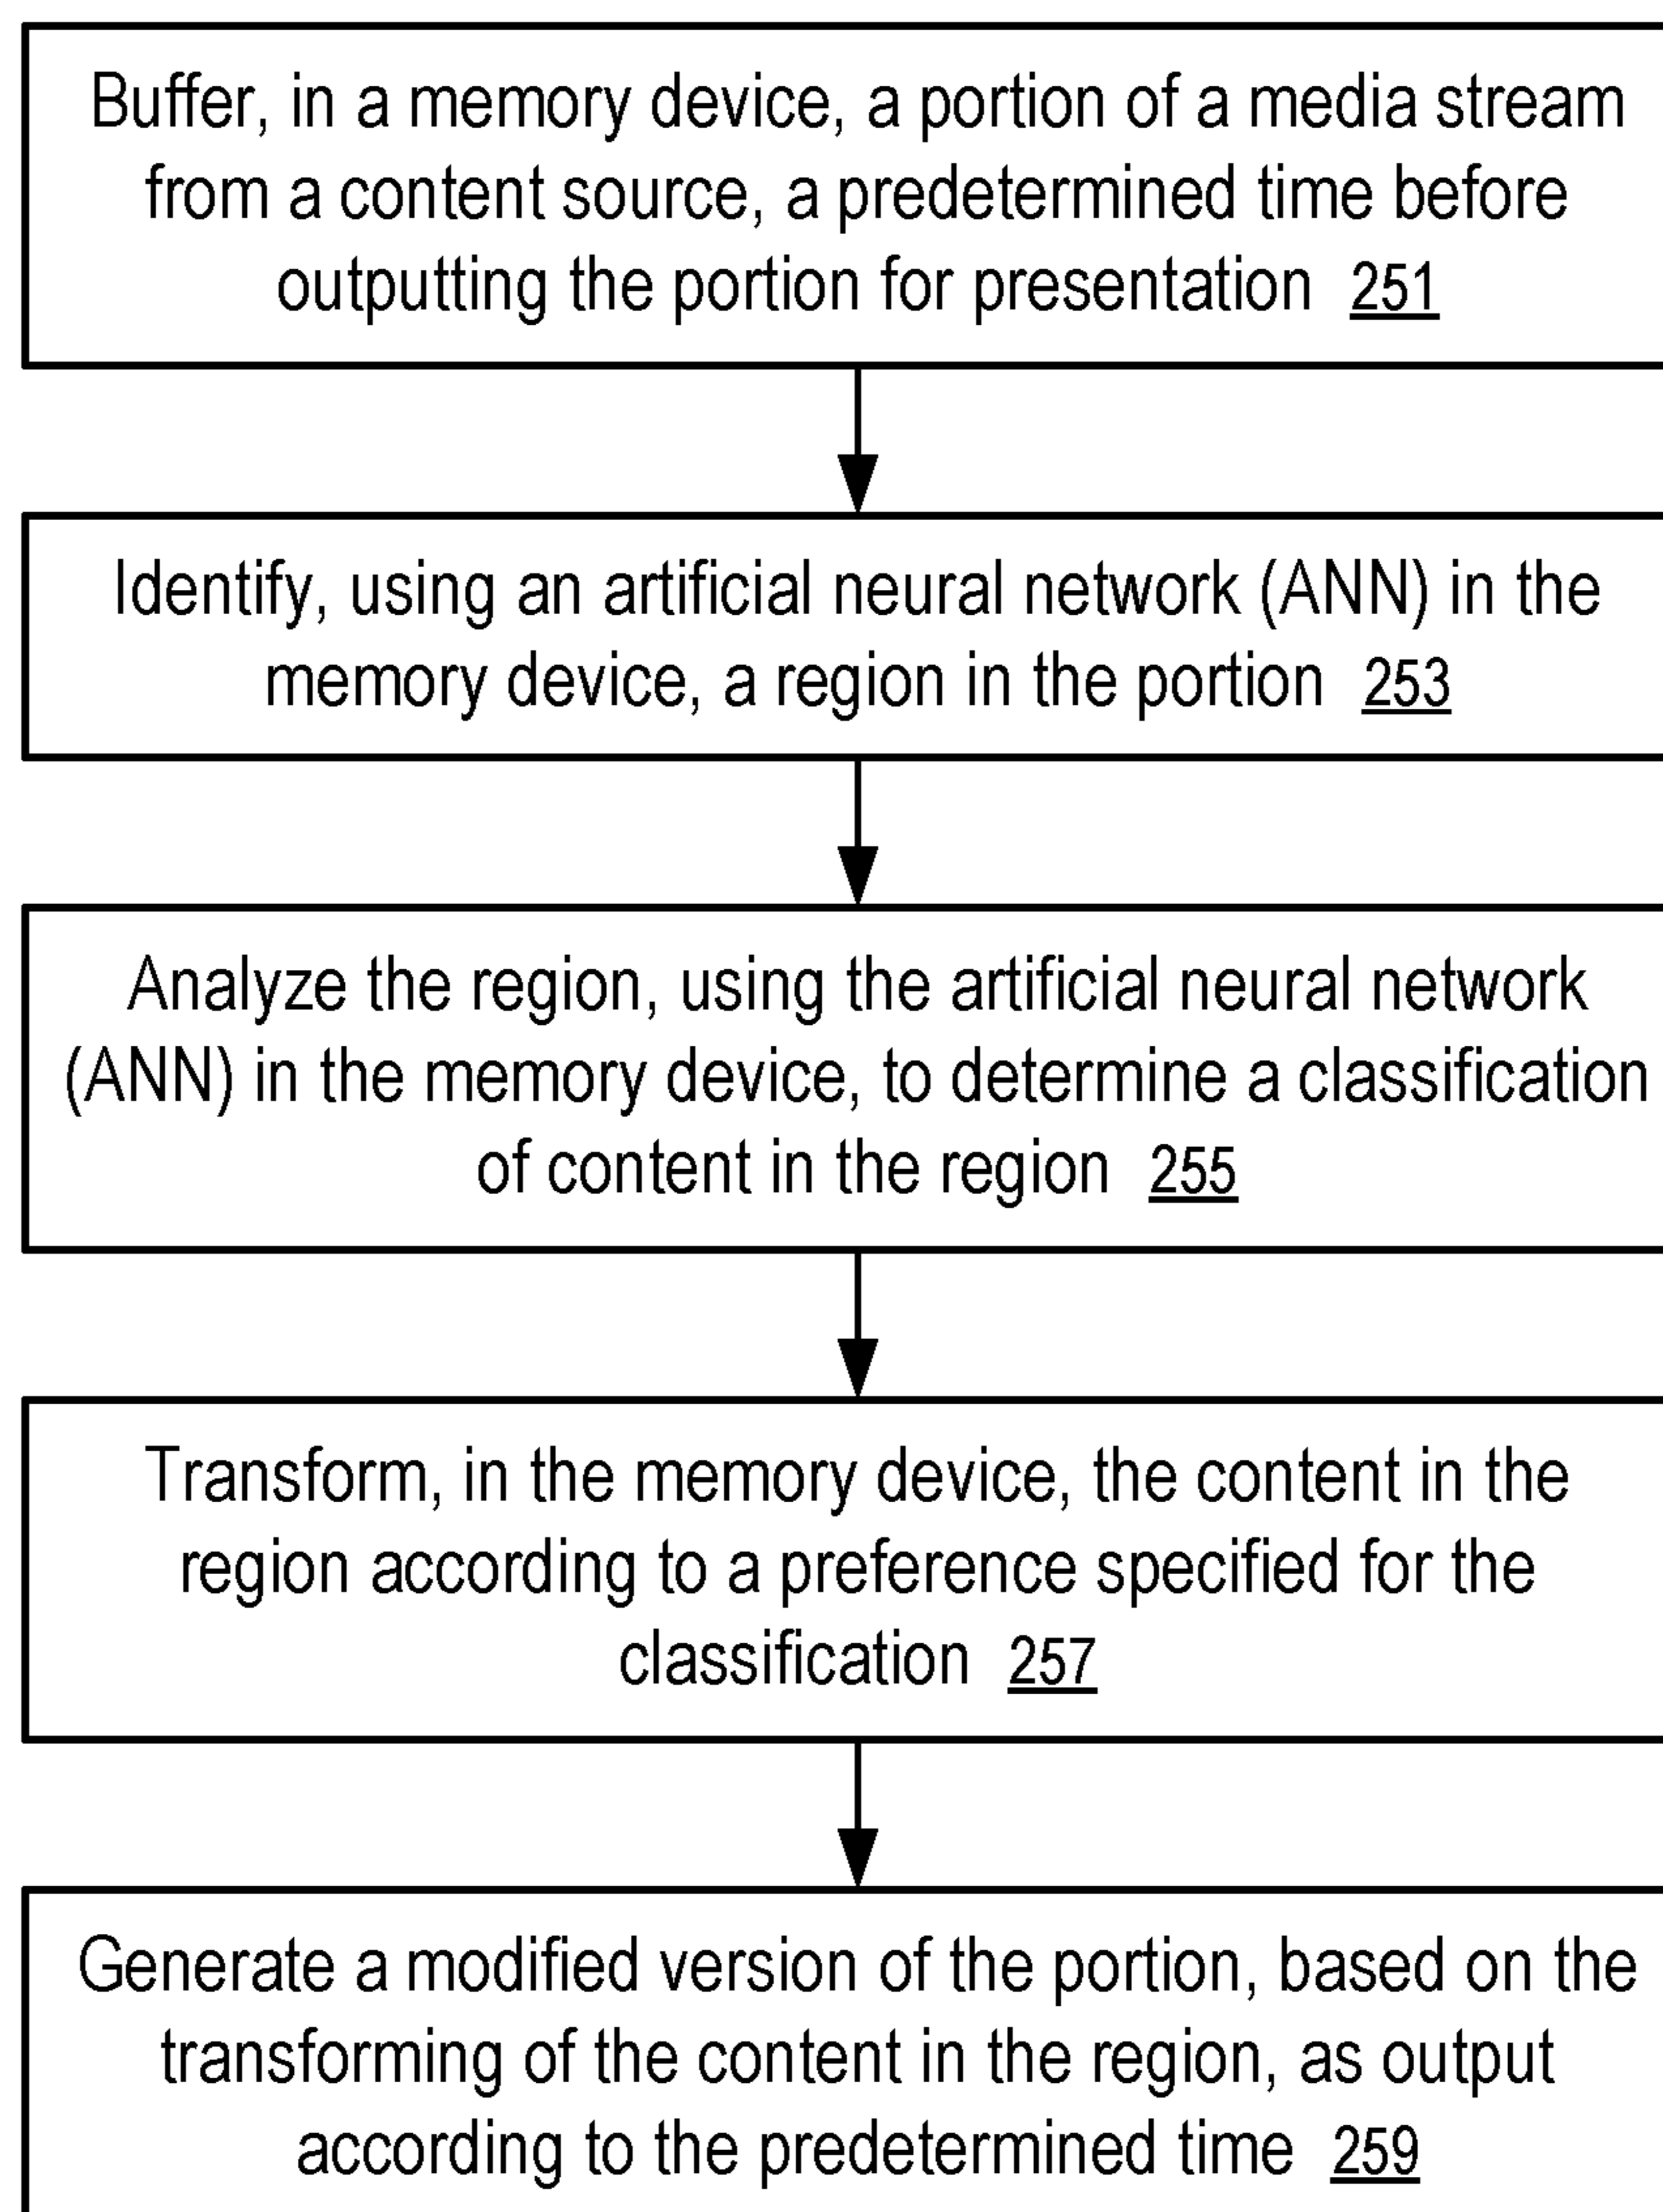 Buffer, in a memory device, a portion of a media stream
from a content source, a predetermined time before
outputting the portion for presentation 251
Identify, using an artificial neural network (ANN) in the
memory device, a region in the portion 253
Analyze the region, using the artificial neural network
(ANN) in the memory device, to determine a classification
of content in the region 255
Transform, in the memory device, the content in the
region according to a preference specified for the
classification 257
Generate a modified version of the portion, based on the
transforming of the content in the region, as output
according to the predetermined time 259